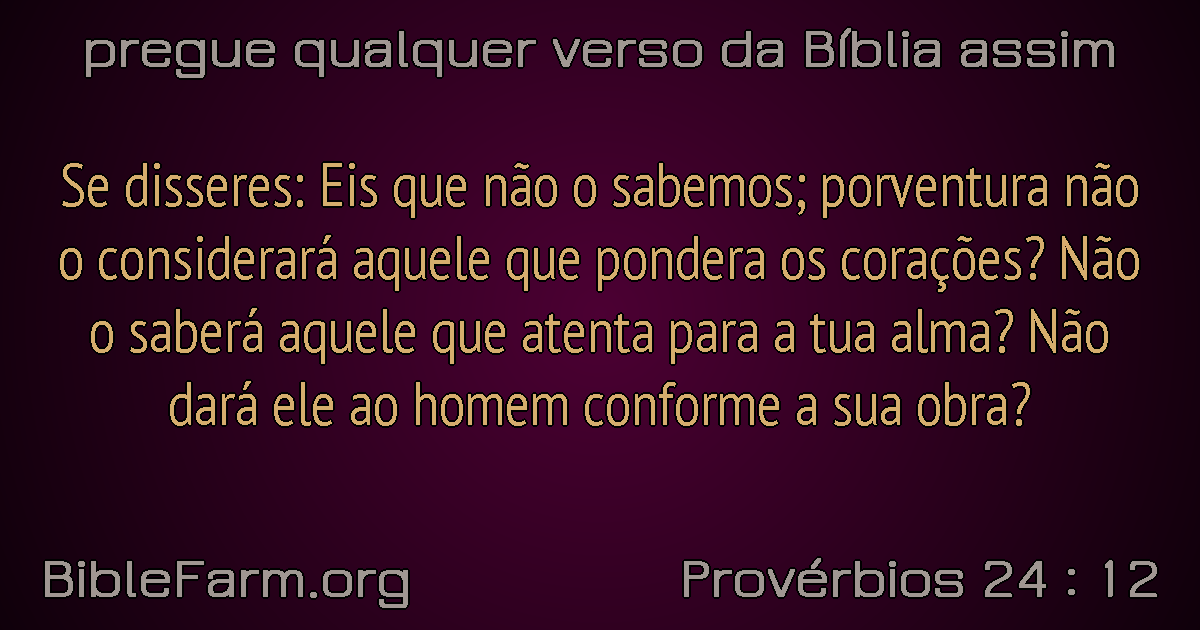 pregue qualquer verso da Bíblia assim
Se disseres: Eis que não o sabemos; porventura não
o considerará aquele que pondera os corações? Não
o saberá aquele que atenta para a tua alma? Não
dará ele ao homem conforme a sua obra?
BibleFarm.org
Provérbios 24 : 12